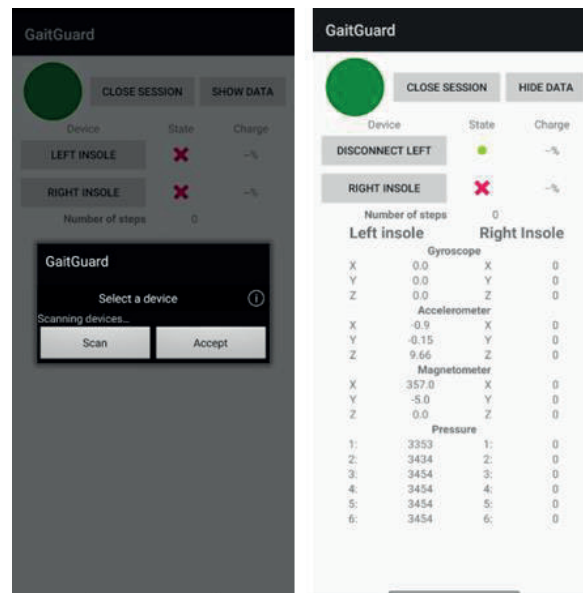 GaitGuard
CLOSE SESSION SHOW DATA
Device State Charge
LEFT INSOLE --%
RIGHT INSOLE --%
Number of steps 0
GaitGuard
Select a device
Scanning devices...
Scan Accept
GaitGuard
CLOSE SESSION HIDE DATA
Device State Charge
DISCONNECT LEFT --%
RIGHT INSOLE --%
Number of steps 0
Left insole Right Insole
Gyroscope
X 0.0 X 0
Y 0.0 Y 0
Z 0.0 Z 0
Accelerometer
X -0.9 X 0
Y -0.15 Y 0
Z 9.66 Z 0
Magnetometer
X 357.0 X 0
Y -5.0 Y 0
Z 0.0 Z 0
Pressure
1: 3353 1: 0
2: 3434 2: 0
3: 3454 3: 0
4: 3454 4: 0
5: 3454 5: 0
6: 3454 6: 0